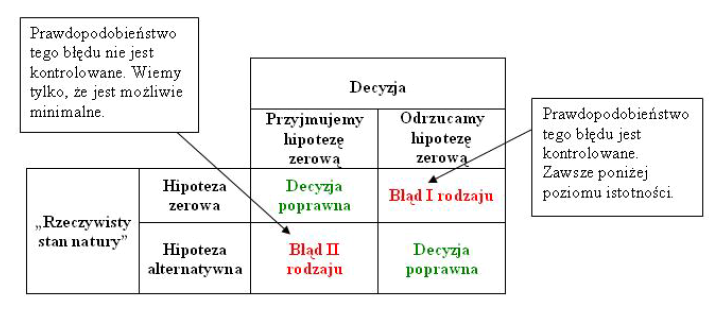 Prawdopodobieństwo
tego błędu nie jest
kontrolowane. Wiemy
tylko, że jest możliwie
minimalne.
Decyzja
Przyjmujemy
hipotezę
zerową
Odrzucamy
hipotezę
zerową
Prawdopodobieństwo
tego błędu jest
kontrolowane.
Zawsze poniżej
poziomu istotności.
„Rzeczywisty
stan natury”
Hipoteza
zerowa
Decyzja
poprawna
Błąd I rodzaju
Hipoteza
alternatywna
Błąd II
rodzaju
Decyzja
poprawna